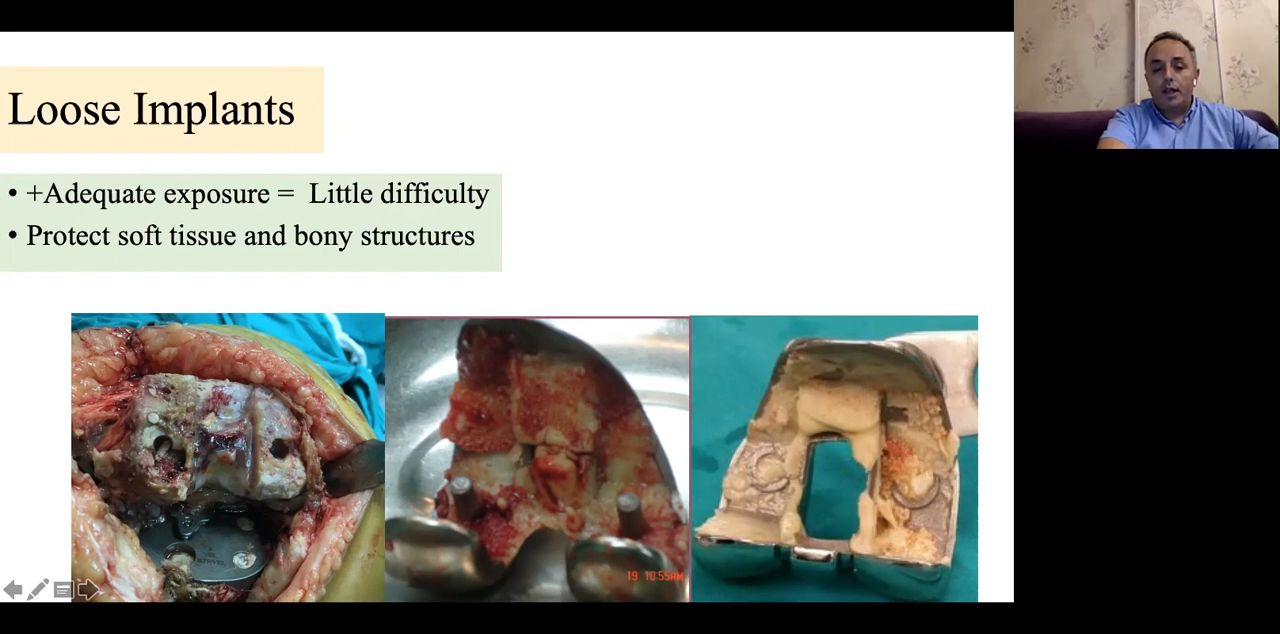 Loose Implants
• +Adequate exposure = Little difficulty
• Protect soft tissue and bony structures
19 10:55AM